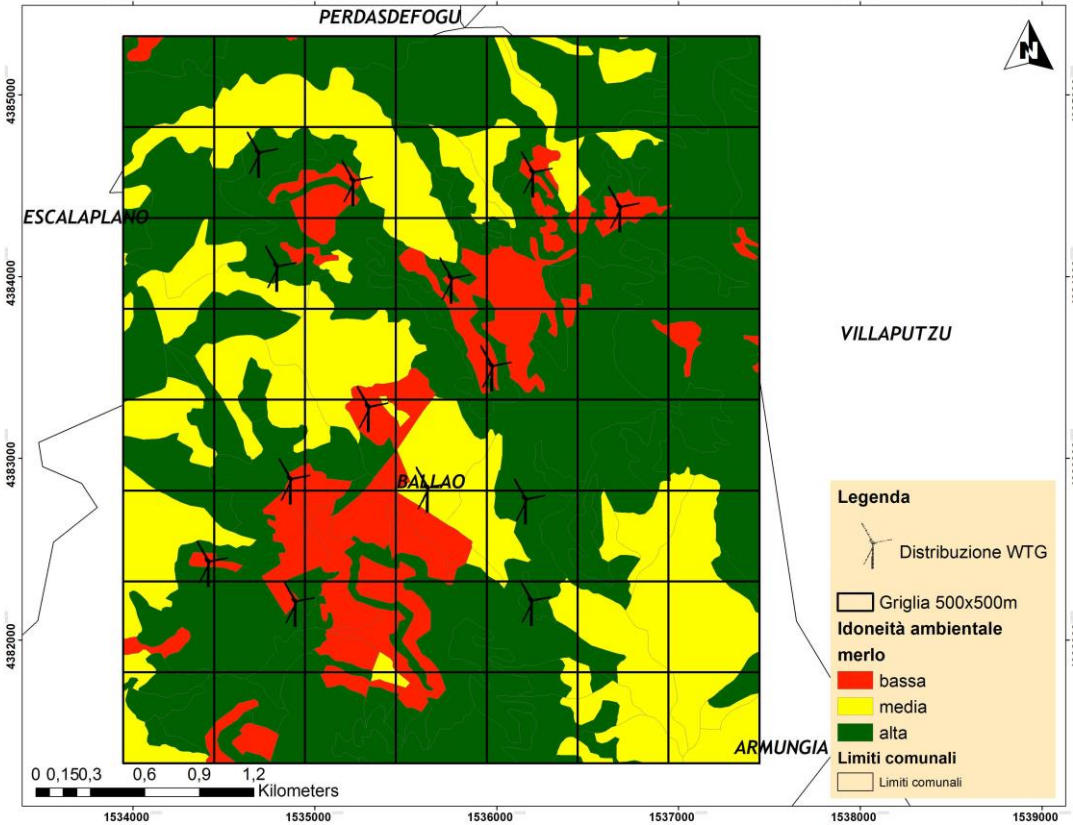 PERDASDEFOGU
N
4385000
ESCALAPLANO
4384000
VILLAPUTZU
4383000
BALLAO
4382000
ARMUNGIA
Legenda
Distribuzione WTG
Griglia 500x500m
Idoneità ambientale
merlo
bassa
media
alta
Limiti comunali
Limiti comunali
0 0,150,3 0,6 0,9 1,2
Kilometers
1534000 1535000 1536000 1537000 1538000 1539000